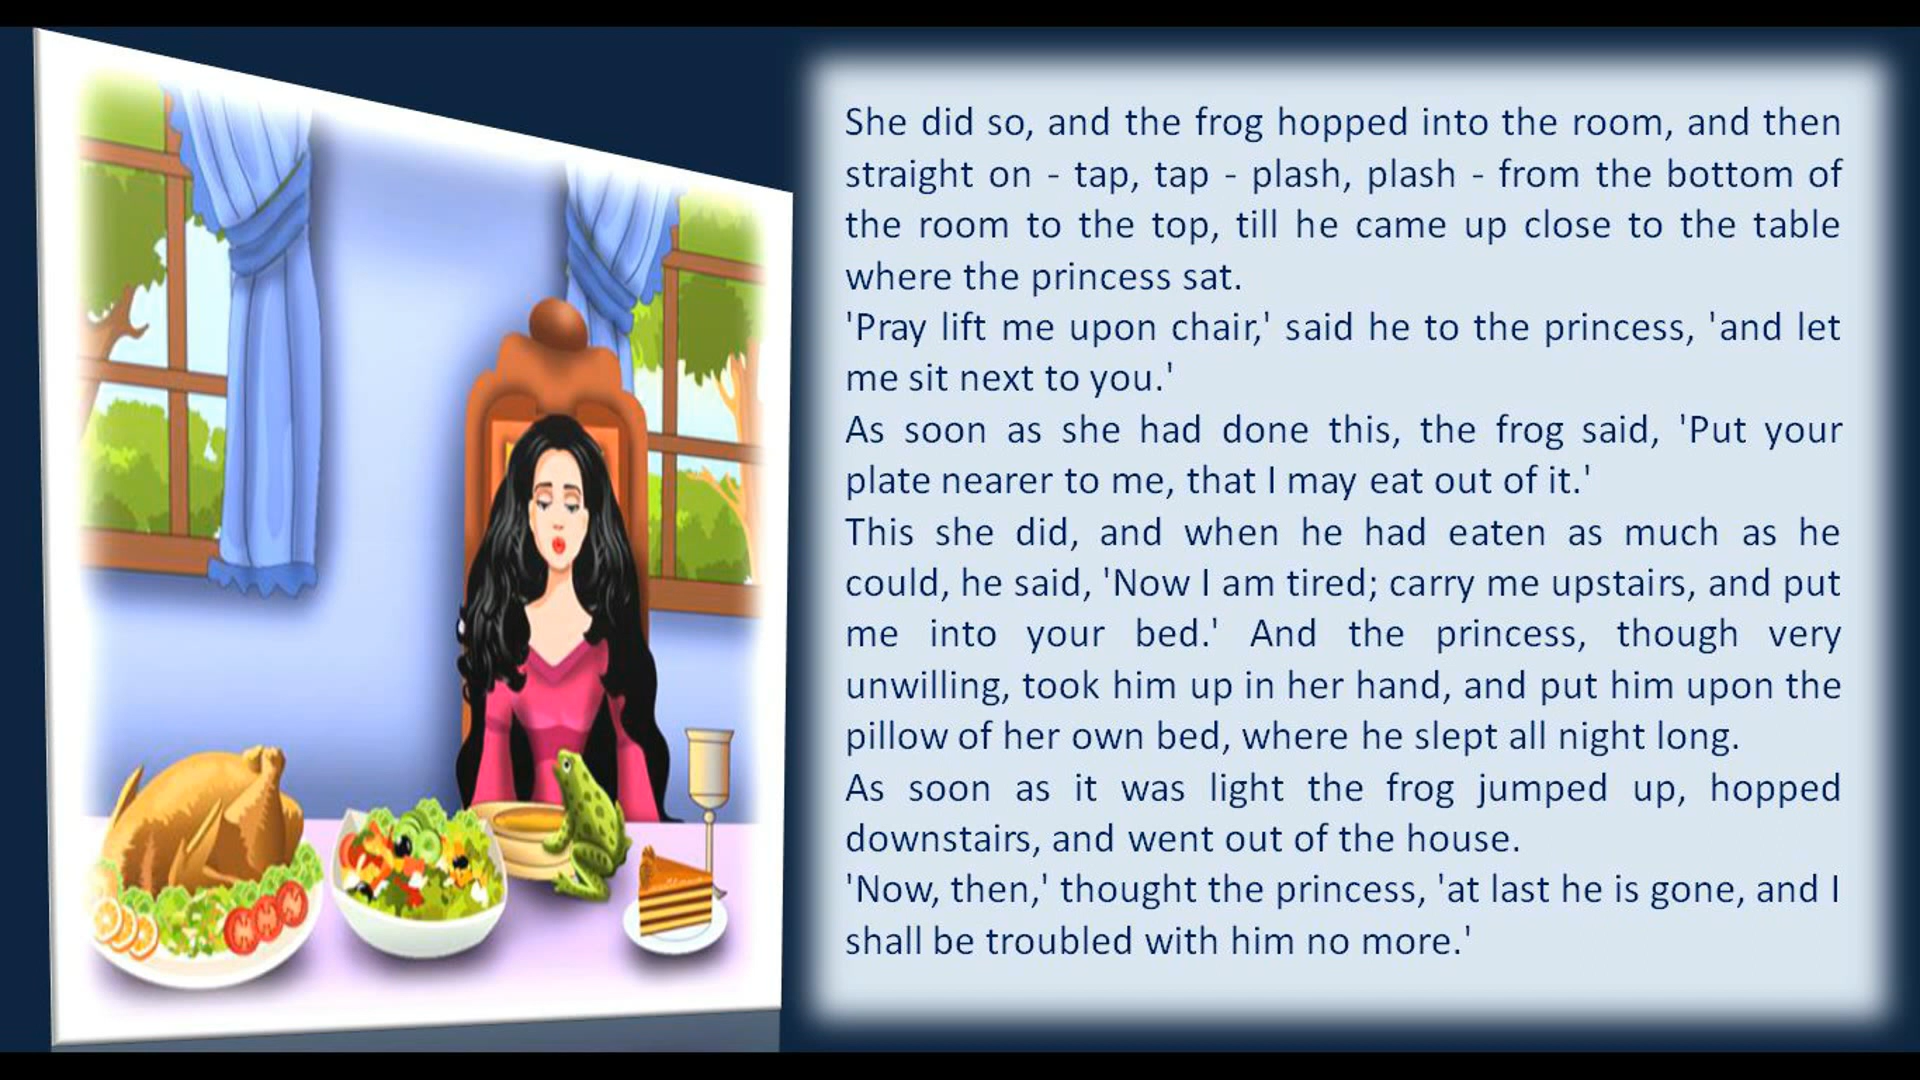 She did so, and the frog hopped into the room, and then
straight on - tap, tap - plash, plash - from the bottom of
the room to the top, till he came up close to the table
where the princess sat.
'Pray lift me upon chair,' said he to the princess, 'and let
me sit next to you.'
As soon as she had done this, the frog said, 'Put your
plate nearer to me, that I may eat out of it.'
This she did, and when he had eaten as much as he
could, he said, 'Now I am tired; carry me upstairs, and put
me into your bed.' And the princess, though very
unwilling, took him up in her hand, and put him upon the
pillow of her own bed, where he slept all night long.
As soon as it was light the frog jumped up, hopped
downstairs, and went out of the house.
'Now, then,' thought the princess, 'at last he is gone, and I
shall be troubled with him no more.'